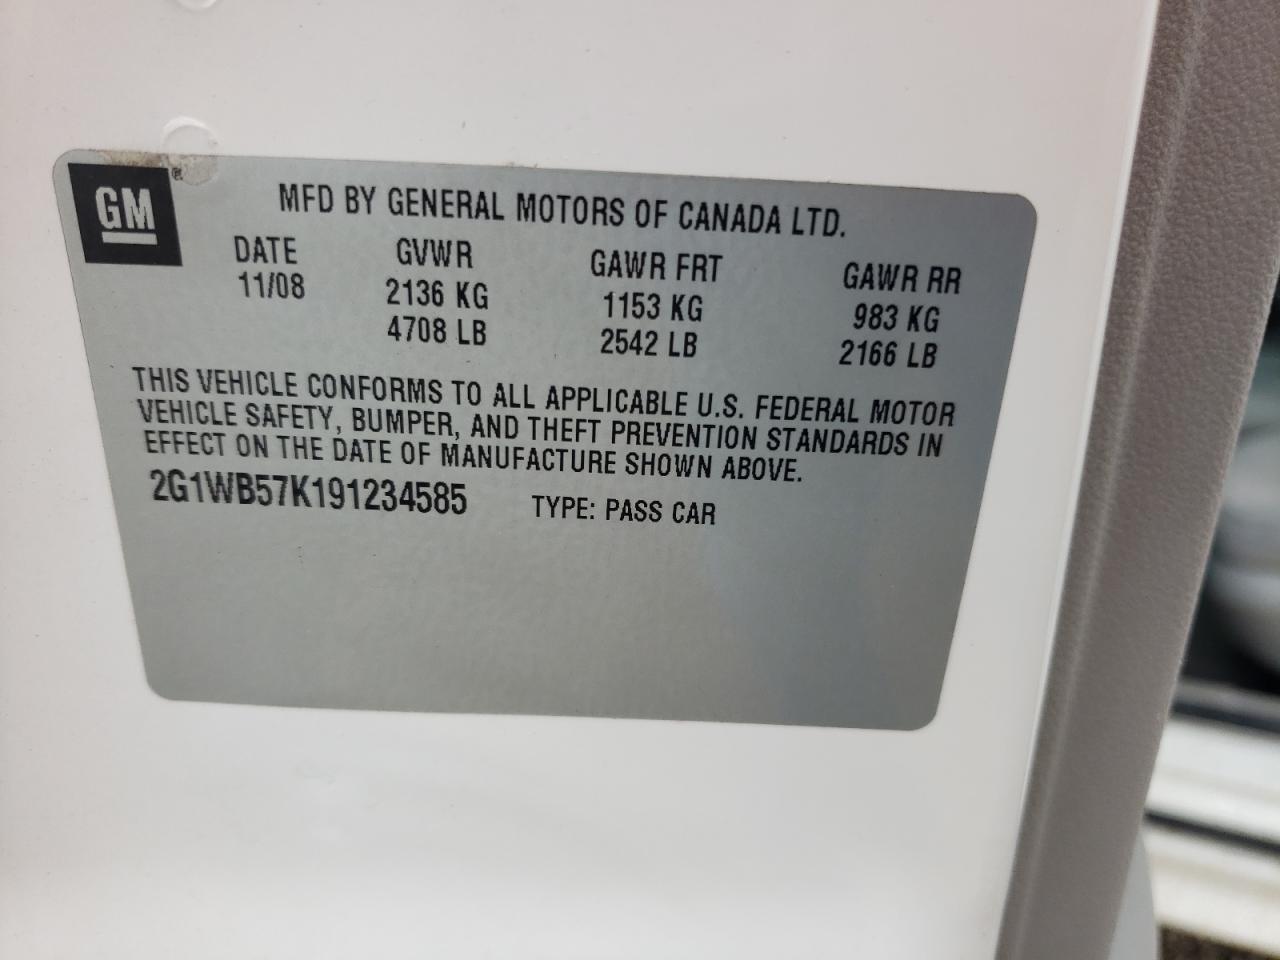 GM ®
MFD BY GENERAL MOTORS OF CANADA LTD.
DATE GVWR GAWR FRT GAWR RR
11/08 2136 KG 1153 KG 983 KG
4708 LB 2542 LB 2166 LB
THIS VEHICLE CONFORMS TO ALL APPLICABLE U.S. FEDERAL MOTOR
VEHICLE SAFETY, BUMPER, AND THEFT PREVENTION STANDARDS IN
EFFECT ON THE DATE OF MANUFACTURE SHOWN ABOVE.
2G1WB57K191234585 TYPE: PASS CAR